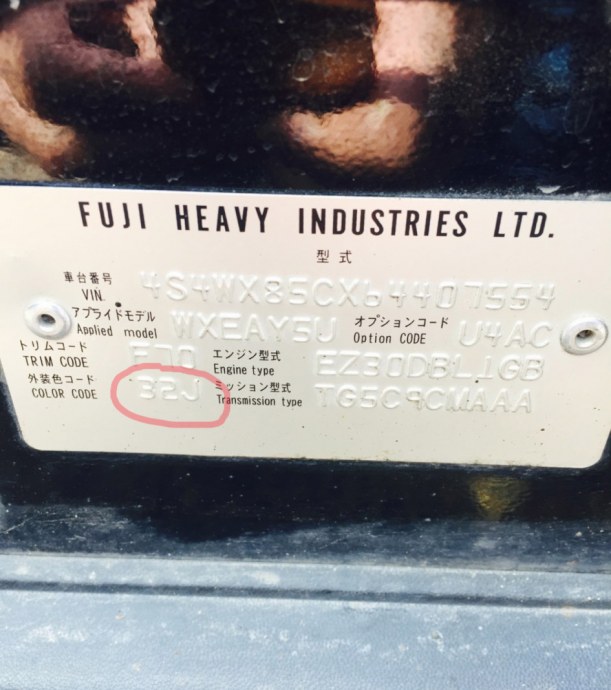 FUJI HEAVY INDUSTRIES LTD.
型式
車台番号
VIN. 4S4WX85CX64407554
アプライドモデル オプションコード
Applied model WXEAY5U Option CODE U4AC
トリムコード エンジン型式
TRIM CODE F70 Engine type EZ30DBL1GB
外装色コード ミッション型式
COLOR CODE 32J Transmission type TG5C9CMAAA